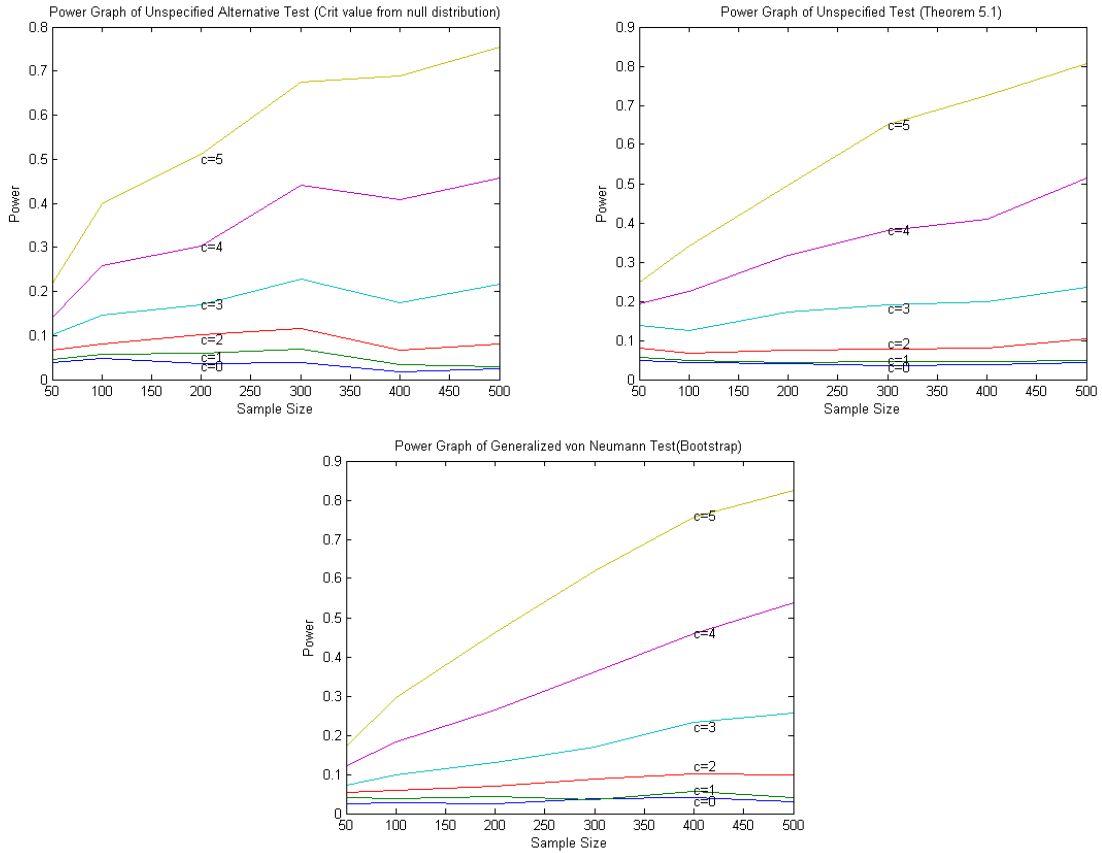 Power Graph of Unspecified Alternative Test (Crit value from null distribution)
0.8
0.7
0.6
0.5
0.4
0.3
0.2
0.1
0
Power
c=5
c=4
c=3
c=2
c=1
c=0
50 100 150 200 250 300 350 400 450 500
Sample Size
Power Graph of Unspecified Test (Theorem 5.1)
0.9
0.8
0.7
0.6
0.5
0.4
0.3
0.2
0.1
0
Power
c=5
c=4
c=3
c=2
c=1
c=0
50 100 150 200 250 300 350 400 450 500
Sample Size
Power Graph of Generalized von Neumann Test(Bootstrap)
0.9
0.8
0.7
0.6
0.5
0.4
0.3
0.2
0.1
0
Power
c=5
c=4
c=3
c=2
c=1
c=0
50 100 150 200 250 300 350 400 450 500
Sample Size